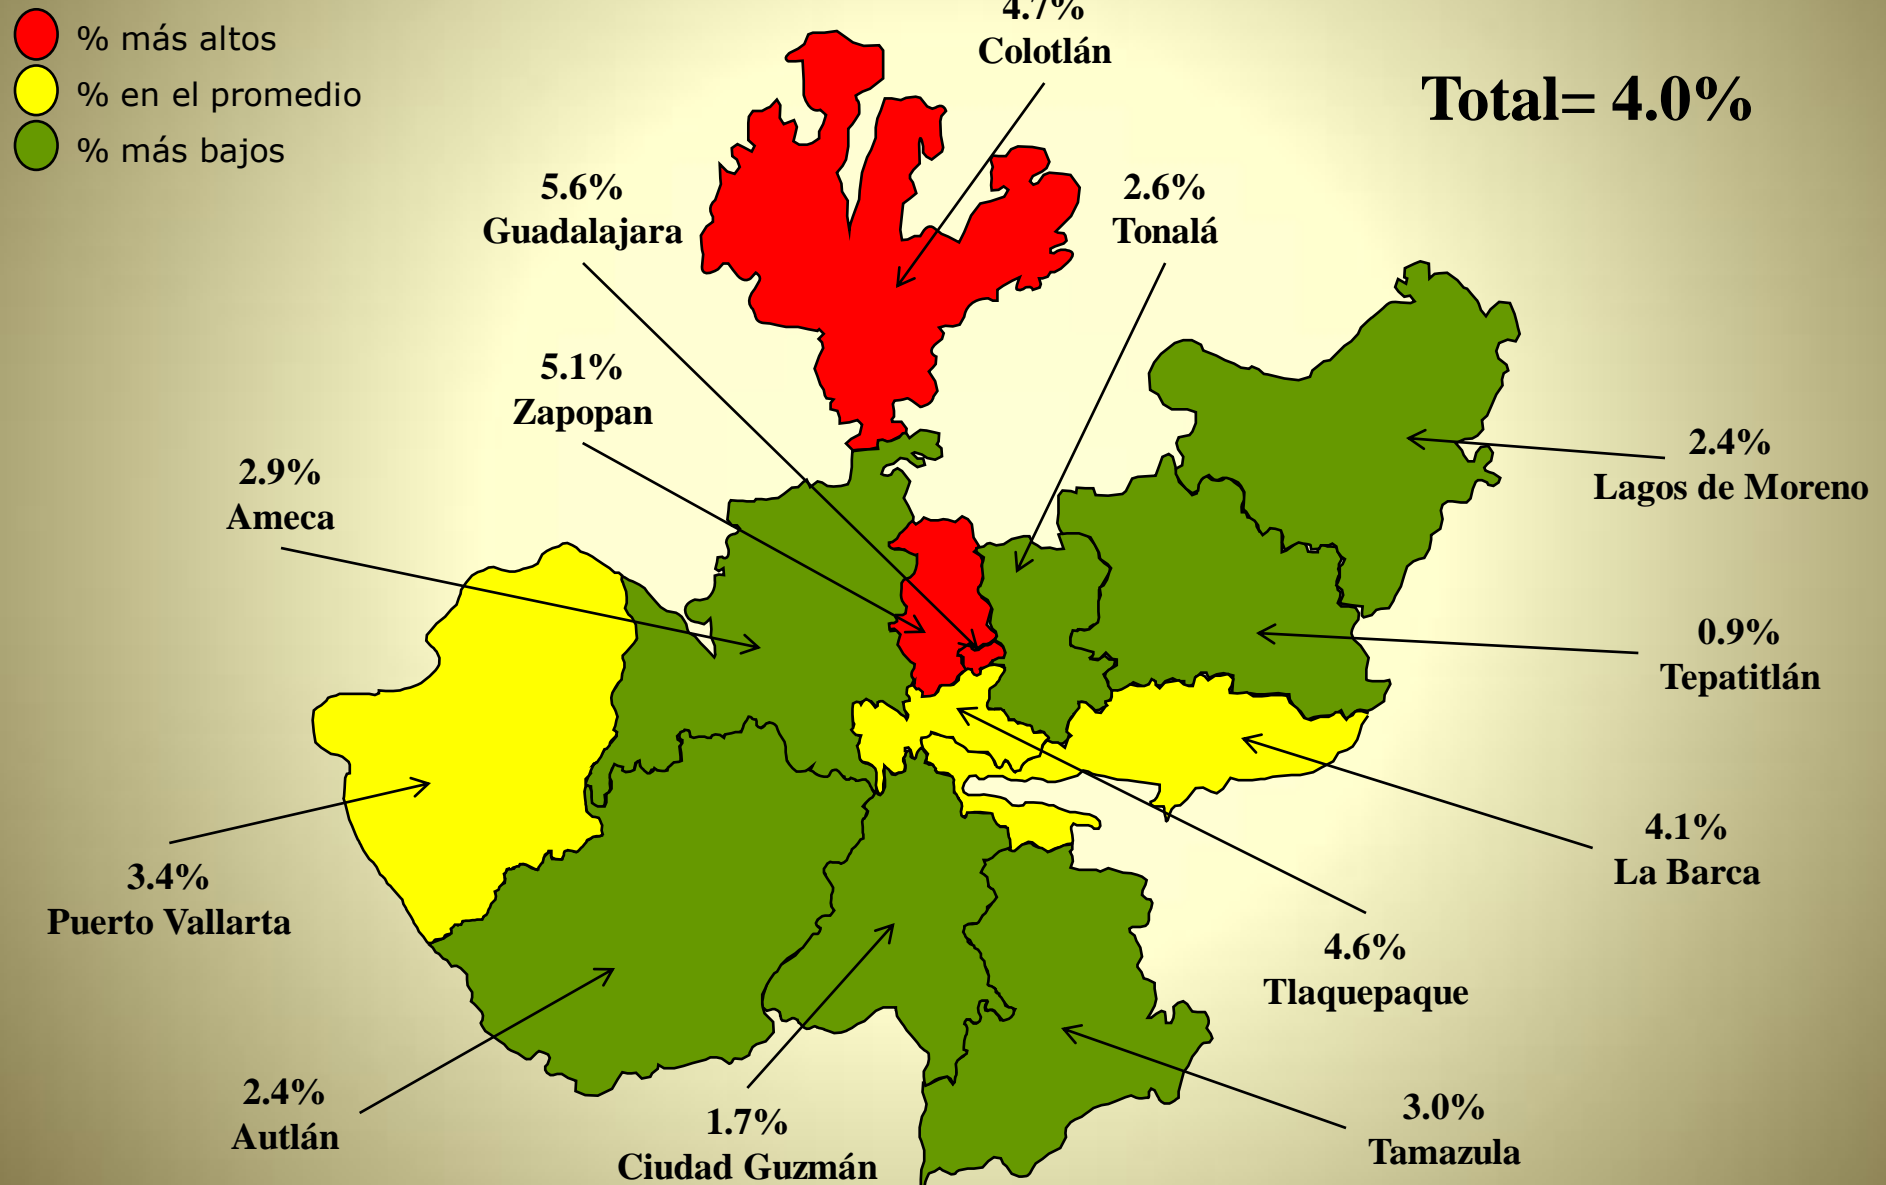 % más altos
% en el promedio
% más bajos
4.7%
Colotlán
Total= 4.0%
5.6%
Guadalajara
2.6%
Tonalá
5.1%
Zapopan
2.9%
Ameca
2.4%
Lagos de Moreno
0.9%
Tepatitlán
4.1%
La Barca
3.4%
Puerto Vallarta
4.6%
Tlaquepaque
2.4%
Autlán
1.7%
Ciudad Guzmán
3.0%
Tamazula